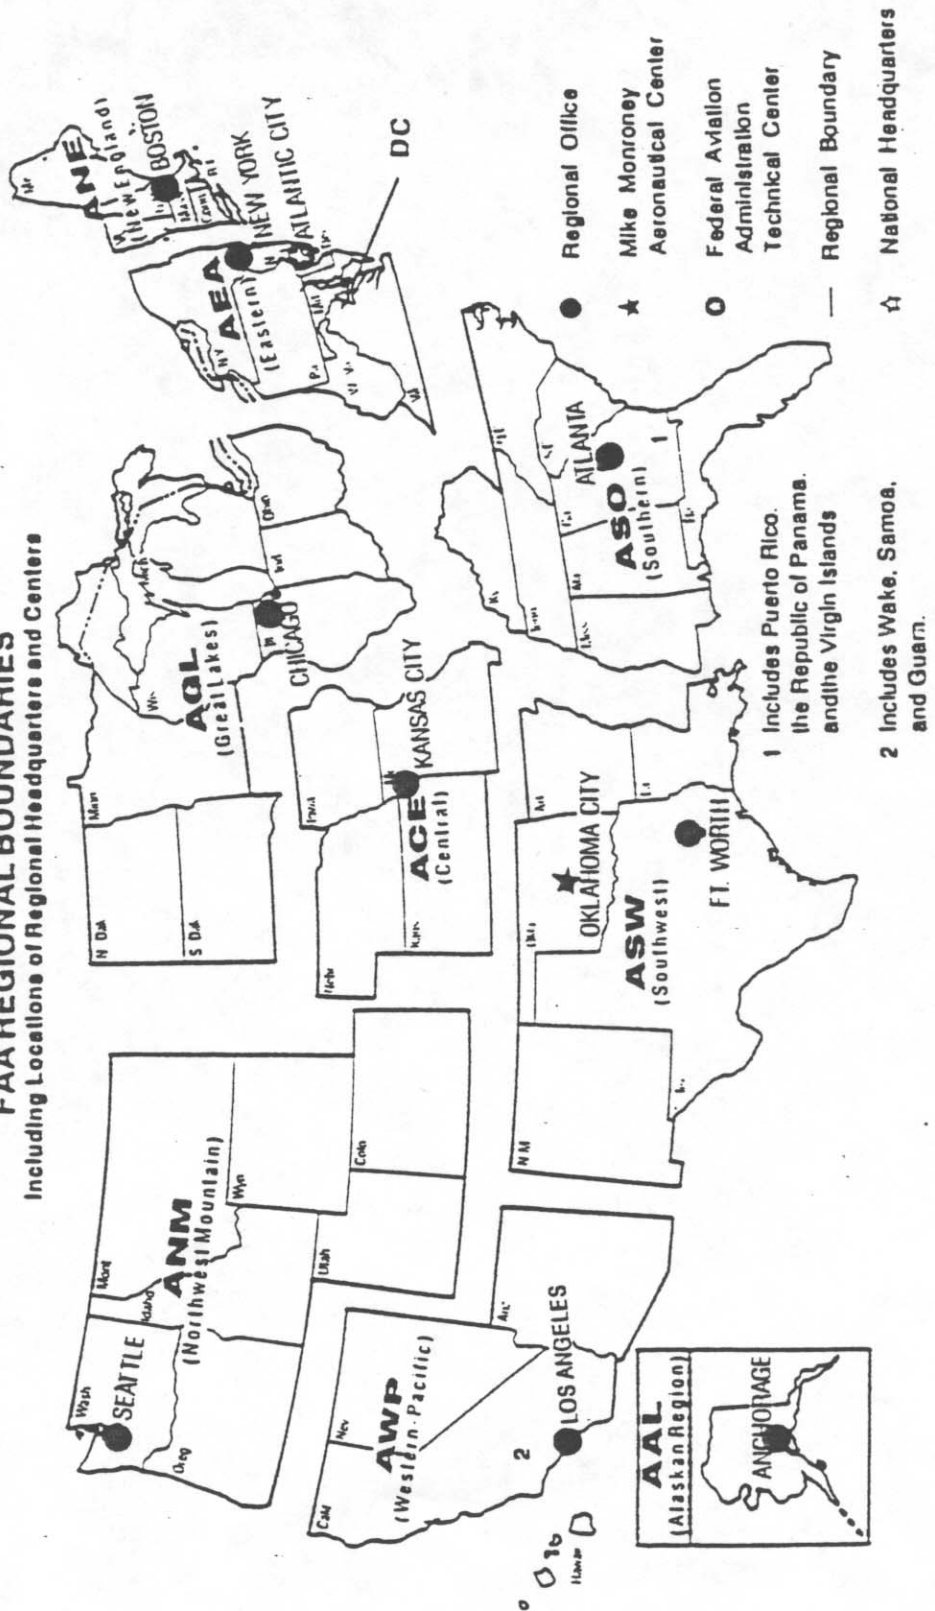 FAA REGIONAL BOUNDARIES
Including Locations of Regional Headquarters and Centers
Wash
SEATTLE
Mont
Idaho
ANM
(Northwest Mountain)
Oreg
Wyo
Utah
Colo
N Dak
S Dak
Minn
Wis
Mich
AGL
(Great Lakes)
CHICAGO
Ill
Ind
Ohio
ANE
(New England)
BOSTON
Conn
AEA
(Eastern)
NY
NEW YORK
ATLANTIC CITY
Pa
Md
W Va
Va
DC
Calif
Nev
AWP
(Western-Pacific)
2
LOS ANGELES
Hawaii
Nebr
Iowa
ACE
(Central)
Kans
KANSAS CITY
N M
Okla
OKLAHOMA CITY
Ark
La
ASW
(Southwest)
FT. WORTH
Ky
Tenn
Miss
Ala
Ga
ATLANTA
ASO
(Southern)
1
Fla
AAL
(Alaskan Region)
ANCHORAGE
1 Includes Puerto Rico.
the Republic of Panama.
andthe Virgin Islands
2 Includes Wake, Samoa,
and Guam.
Regional Office
Mike Monroney
Aeronautical Center
Federal Aviation
Administration
Technical Center
Regional Boundary
National Headquarters